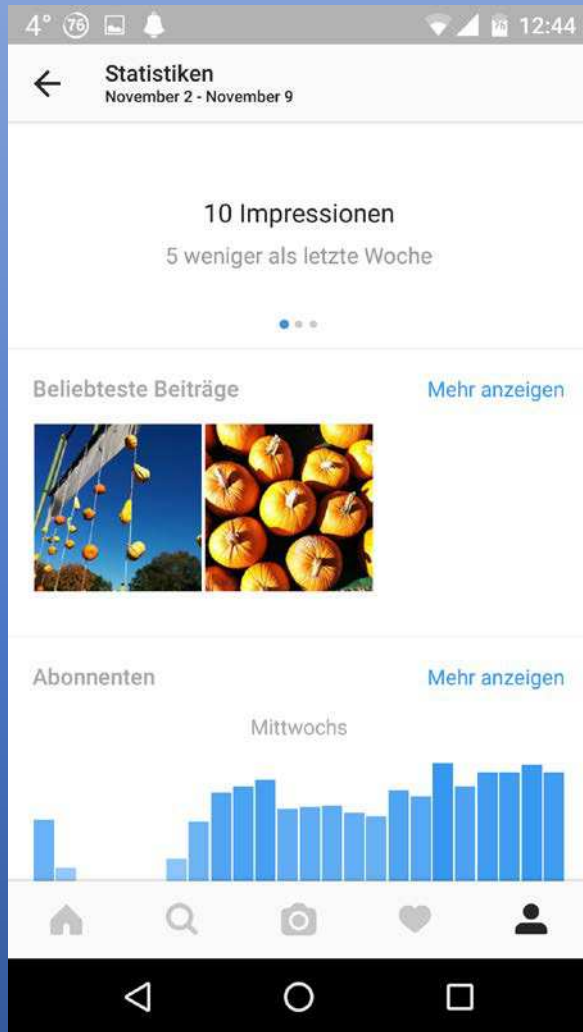 4° 76 12:44
Statistiken
November 2 - November 9
10 Impressionen
5 weniger als letzte Woche
Beliebteste Beiträge Mehr anzeigen
Abonnenten Mehr anzeigen
Mittwochs